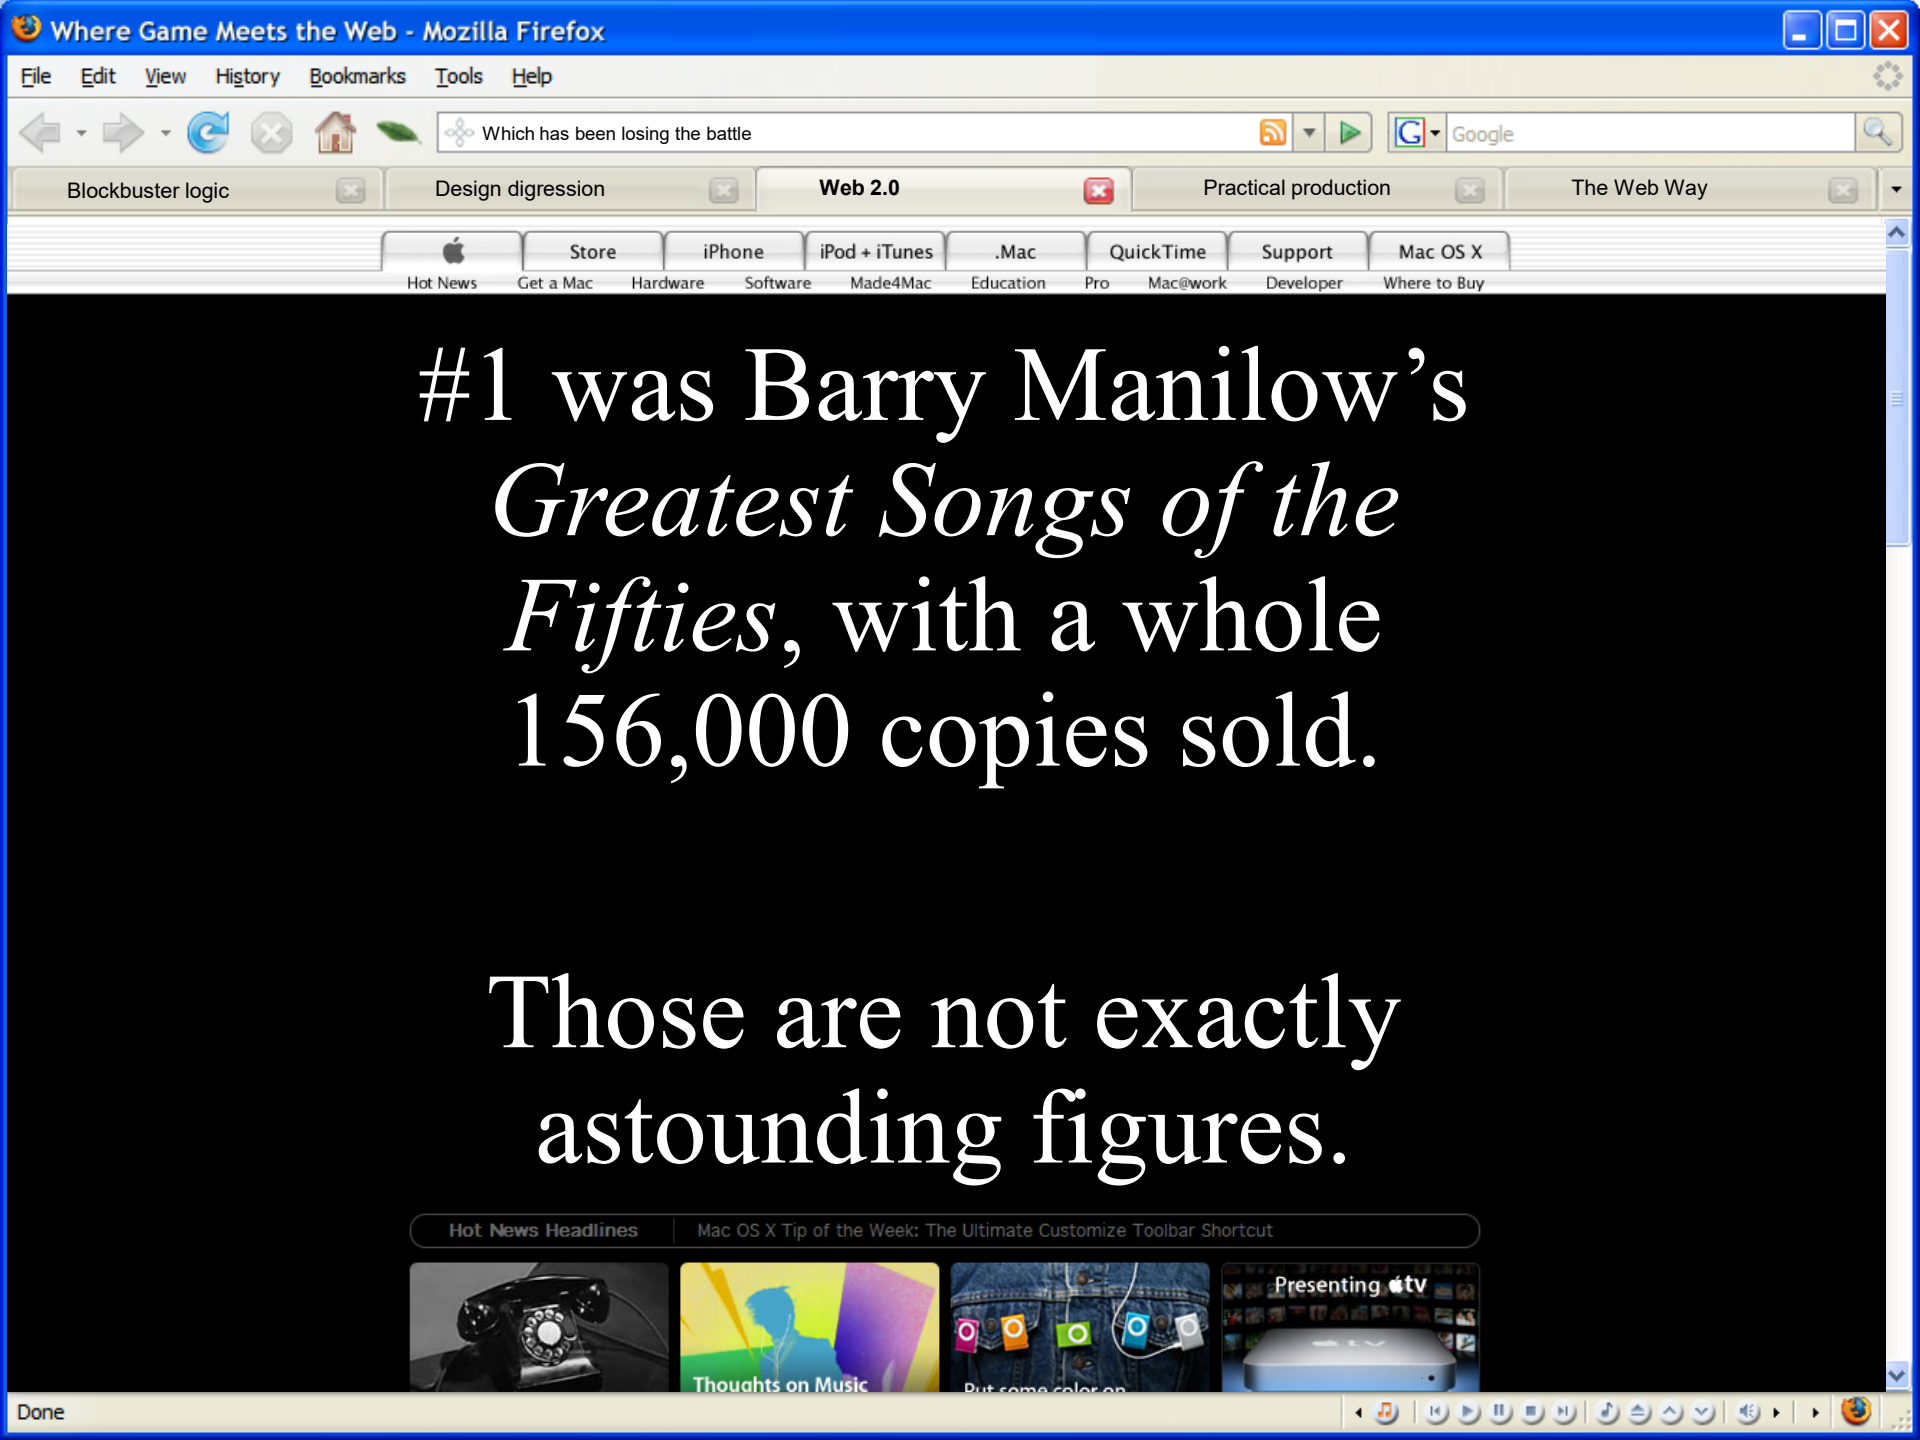 Where Game Meets the Web - Mozilla Firefox
File Edit View History Bookmarks Tools Help
Which has been losing the battle
G Google
Blockbuster logic Design digression Web 2.0 Practical production The Web Way
Store iPhone iPod + iTunes .Mac QuickTime Support Mac OS X
Hot News Get a Mac Hardware Software Made4Mac Education Pro Mac@work Developer Where to Buy
#1 was Barry Manilow’s
Greatest Songs of the
Fifties, with a whole
156,000 copies sold.
Those are not exactly
astounding figures.
Hot News Headlines Mac OS X Tip of the Week: The Ultimate Customize Toolbar Shortcut
Presenting tv
tv
Thoughts on Music
Put some color on
Done